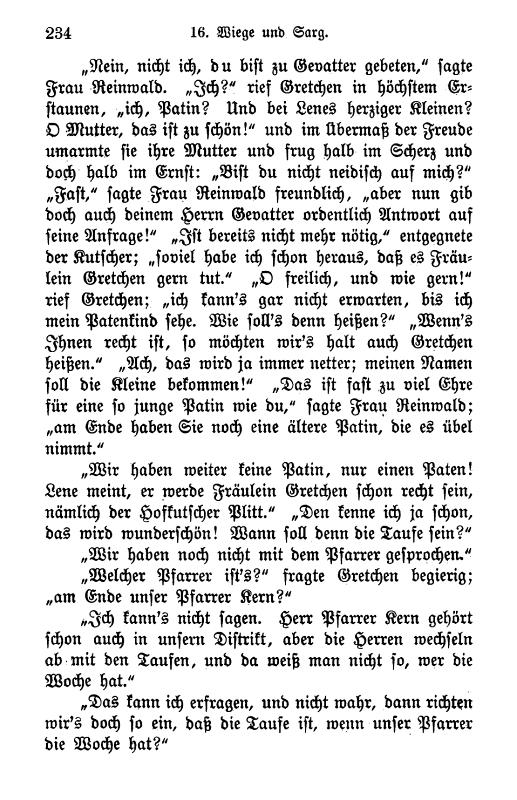 234 16. Wiege und Sarg.
„Nein, nicht ich, du bist zu Gevatter gebeten,“ sagte
Frau Reinwald. „Ich?“ rief Gretchen in höchstem Er-
staunen, „ich, Patin? Und bei Lenes herziger Kleinen?
O Mutter, das ist zu schön!“ und im Übermaß der Freude
umarmte sie ihre Mutter und frug halb im Scherz und
doch halb im Ernst: „Bist du nicht neidisch auf mich?“
„Fast,“ sagte Frau Reinwald freundlich, „aber nun gib
doch auch deinem Herrn Gevatter ordentlich Antwort auf
seine Anfrage!“ „Ist bereits nicht mehr nötig,“ entgegnete
der Kutscher; „soviel habe ich schon heraus, daß es Fräu-
lein Gretchen gern tut.“ „O freilich, und wie gern!“
rief Gretchen; „ich kann's gar nicht erwarten, bis ich
mein Patenkind sehe. Wie soll's denn heißen?“ „Wenn's
Ihnen recht ist, so möchten wir's halt auch Gretchen
heißen.“ „Ach, das wird ja immer netter; meinen Namen
soll die Kleine bekommen!“ „Das ist fast zu viel Ehre
für eine so junge Patin wie du,“ sagte Frau Reinwald;
„am Ende haben Sie noch eine ältere Patin, die es übel
nimmt.“
„Wir haben weiter keine Patin, nur einen Paten!
Lene meint, er werde Fräulein Gretchen schon recht sein,
nämlich der Hofkutscher Plitt.“ „Den kenne ich ja schon,
das wird wunderschön! Wann soll denn die Taufe sein?“
„Wir haben noch nicht mit dem Pfarrer gesprochen.“
„Welcher Pfarrer ist's?“ fragte Gretchen begierig;
„am Ende unser Pfarrer Kern?“
„Ich kann's nicht sagen. Herr Pfarrer Kern gehört
schon auch in unsern Distrikt, aber die Herren wechseln
ab mit den Taufen, und da weiß man nicht so, wer die
Woche hat.“
„Das kann ich erfragen, und nicht wahr, dann richten
wir's doch so ein, daß die Taufe ist, wenn unser Pfarrer
die Woche hat?“